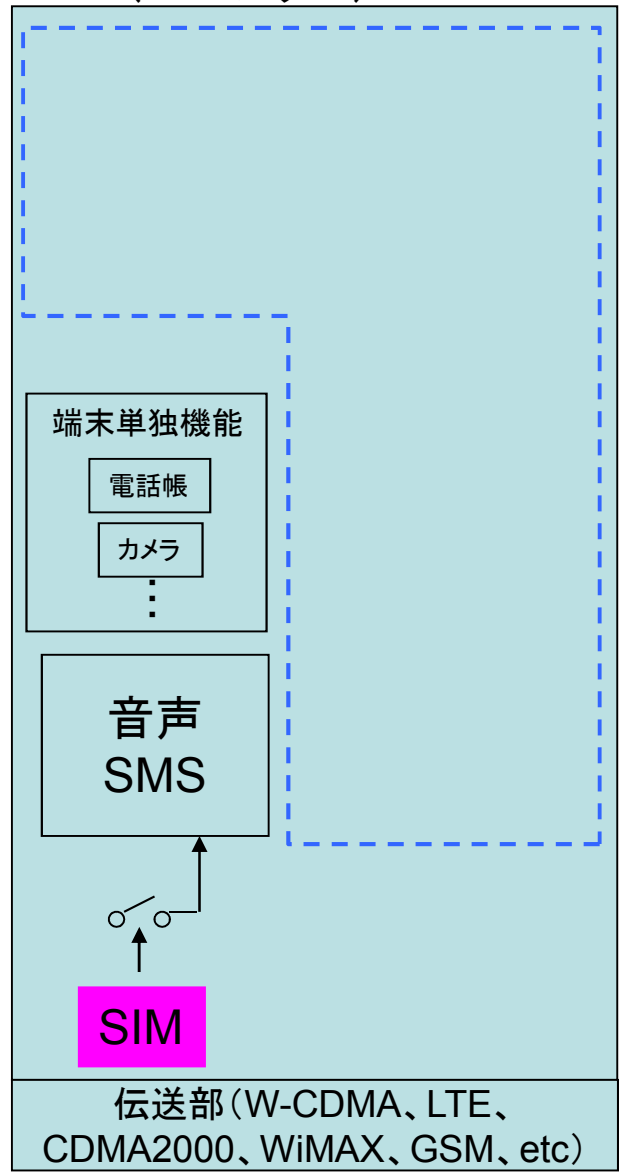 端末単独機能
電話帳
カメラ
⋮
音声
SMS
SIM
伝送部（W-CDMA、LTE、
CDMA2000、WiMAX、GSM、etc）